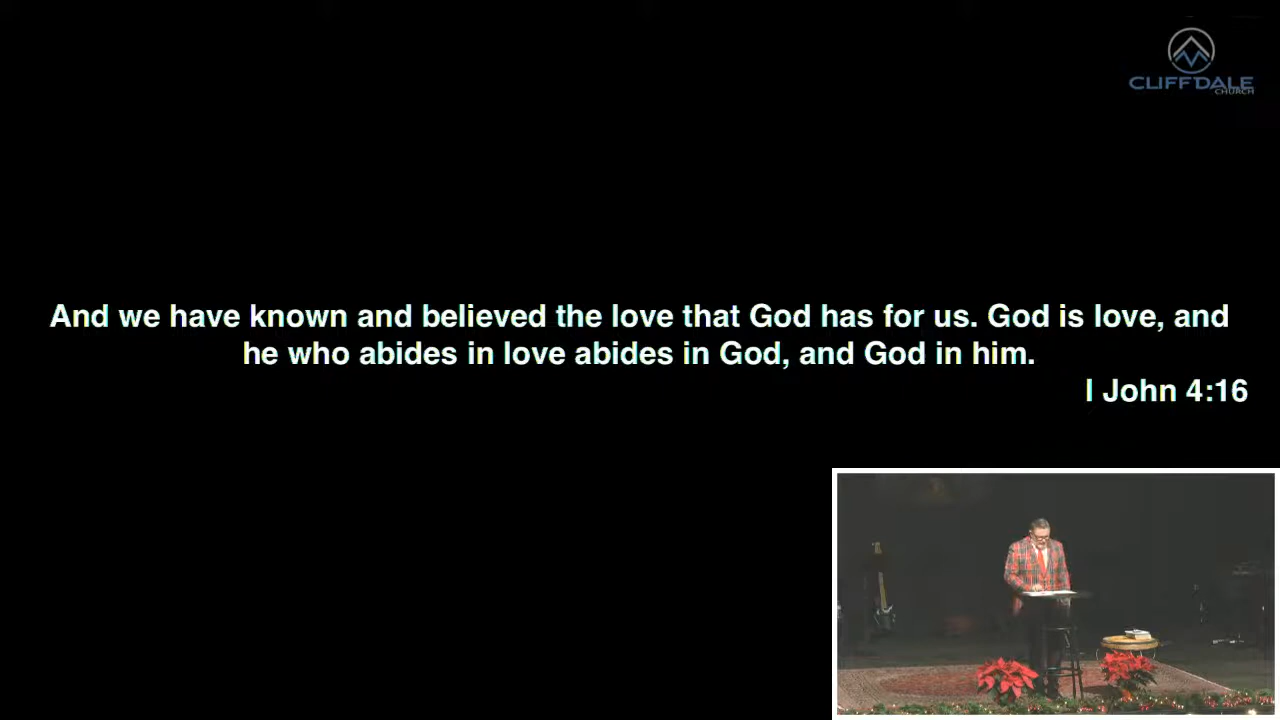 CLIFFDALE
CHURCH
And we have known and believed the love that God has for us. God is love, and
he who abides in love abides in God, and God in him.
I John 4:16